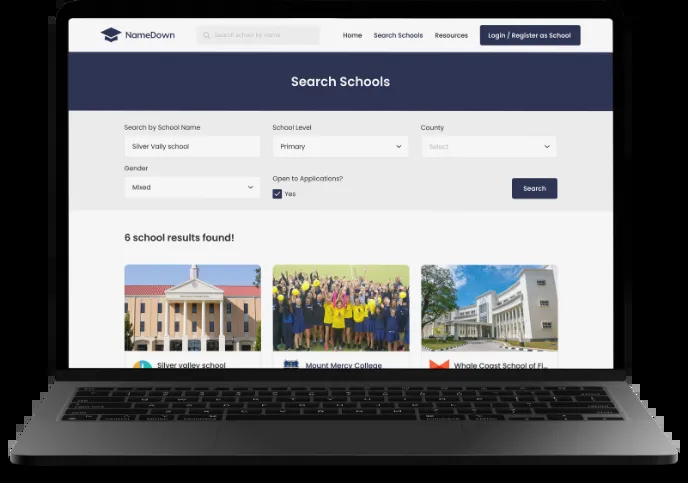 NameDown
Search school by name
Home
Search Schools
Resources
Login / Register as School
Search Schools
Search by School Name
School Level
County
Silver Vally school
Primary
Select
Gender
Open to Applications?
Mixed
Yes
Search
6 school results found!
Silver valley school
Mount Mercy College
Whale Coast School of Fi...